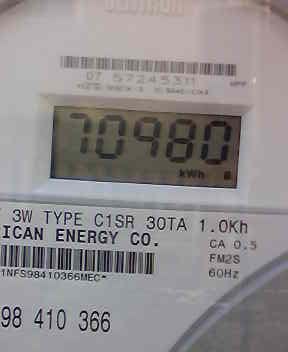 07 57245311
70980
kWh
3W TYPE C1SR 30TA 1.0Kh
ICAN ENERGY CO.
CA 0.5
FM2S
60Hz
1NFS98410366MEC*
98 410 366